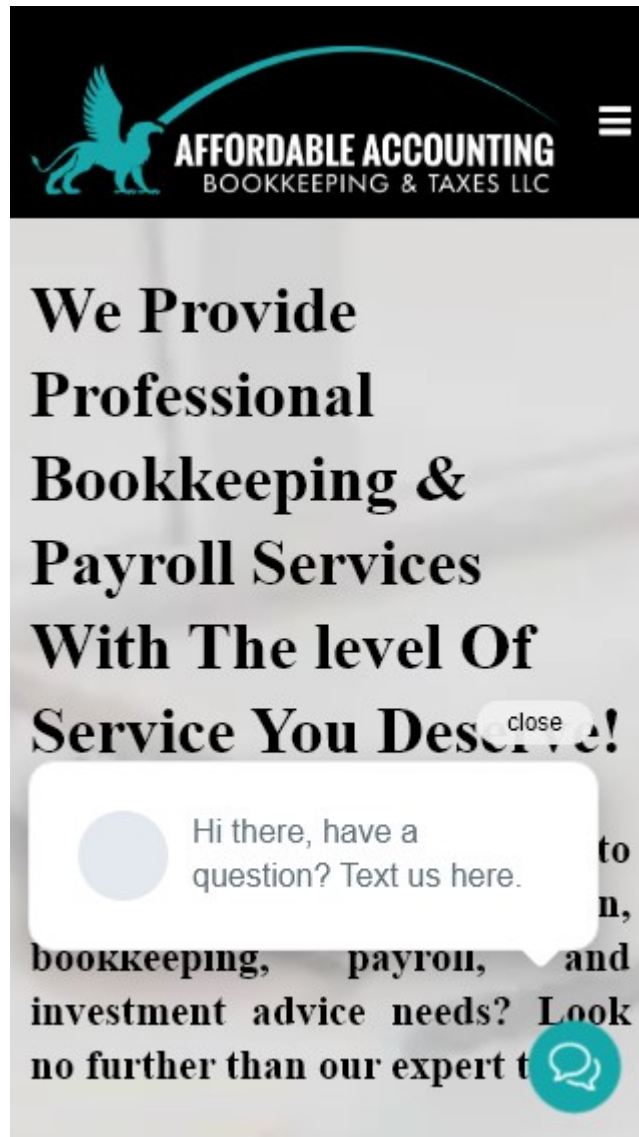 AFFORDABLE ACCOUNTING
BOOKKEEPING & TAXES LLC
We Provide
Professional
Bookkeeping &
Payroll Services
With The level Of
Service You Deserve!
close
Hi there, have a
question? Text us here.
to
bookkeeping, payroll, and
investment advice needs? Look
no further than our expert